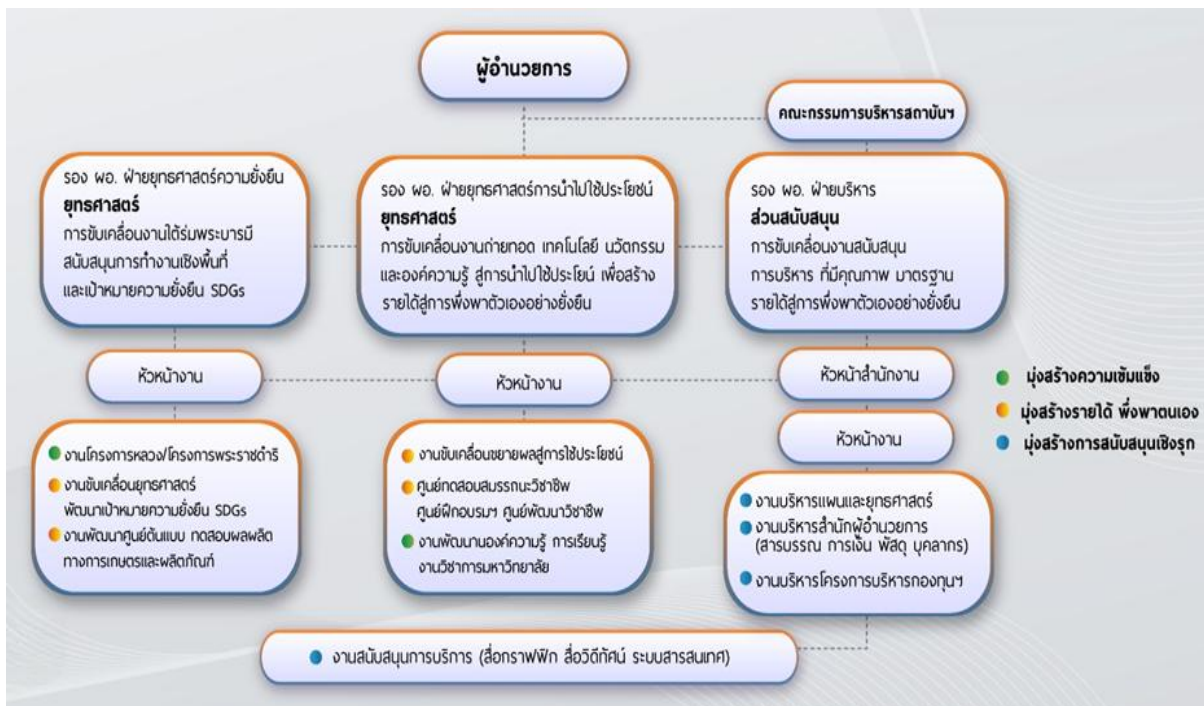 ผู้อำนวยการ
คณะกรรมการบริหารสถาบันฯ
รอง ผอ. ฝ่ายยุทธศาสตร์ความยั่งยืน
ยุทธศาสตร์
การขับเคลื่อนงานใต้ร่มพระบารมี
สนับสนุนการทำงานเชิงพื้นที่
และเป้าหมายความยั่งยืน SDGs
รอง ผอ. ฝ่ายยุทธศาสตร์การนำไปใช้ประโยชน์
ยุทธศาสตร์
การขับเคลื่อนงานถ่ายทอด เทคโนโลยี นวัตกรรม
และองค์ความรู้ สู่การนำไปใช้ประโยน์ เพื่อสร้าง
รายได้สู่การพึ่งพาตัวเองอย่างยั่งยืน
รอง ผอ. ฝ่ายบริหาร
ส่วนสนับสนุน
การขับเคลื่อนงานสนับสนุน
การบริหาร ที่มีคุณภาพ มาตรฐาน
รายได้สู่การพึ่งพาตัวเองอย่างยั่งยืน
หัวหน้างาน
หัวหน้างาน
หัวหน้าสำนักงาน
หัวหน้างาน
มุ่งสร้างความเข้มแข็ง
มุ่งสร้างรายได้ พึ่งพาตนเอง
มุ่งสร้างการสนับสนุนเชิงรุก
งานโครงการหลวง/โครงการพระราชดำริ
งานขับเคลื่อนยุทธศาสตร์
พัฒนาเป้าหมายความยั่งยืน SDGs
งานพัฒนาศูนย์ต้นแบบ ทดสอบผลผลิต
ทางการเกษตรและผลิตภัณฑ์
งานขับเคลื่อนขยายผลสู่การใช้ประโยชน์
ศูนย์ทดสอบสมรรถนะวิชาชีพ
ศูนย์ฝึกอบรมฯ ศูนย์พัฒนาวิชาชีพ
งานพัฒนาองค์ความรู้ การเรียนรู้
งานวิชาการมหาวิทยาลัย
งานบริหารแผนและยุทธศาสตร์
งานบริหารสำนักผู้อำนวยการ
(สารบรรณ การเงิน พัสดุ บุคลากร)
งานบริหารโครงการบริหารกองทุนฯ
งานสนับสนุนการบริการ (สื่อกราฟฟิก สื่อวิดีทัศน์ ระบบสารสนเทศ)